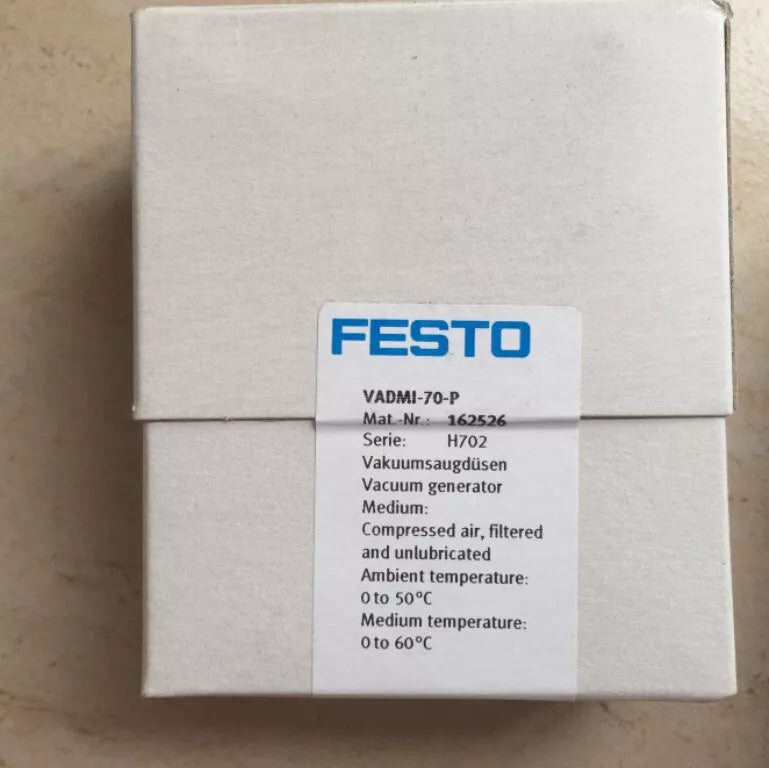 FESTO
VADMI-70-P
Mat.-Nr.: 162526
Serie: H702
Vakuumsaugdüsen
Vacuum generator
Medium:
Compressed air, filtered
and unlubricated
Ambient temperature:
0 to 50°C
Medium temperature:
0 to 60°C